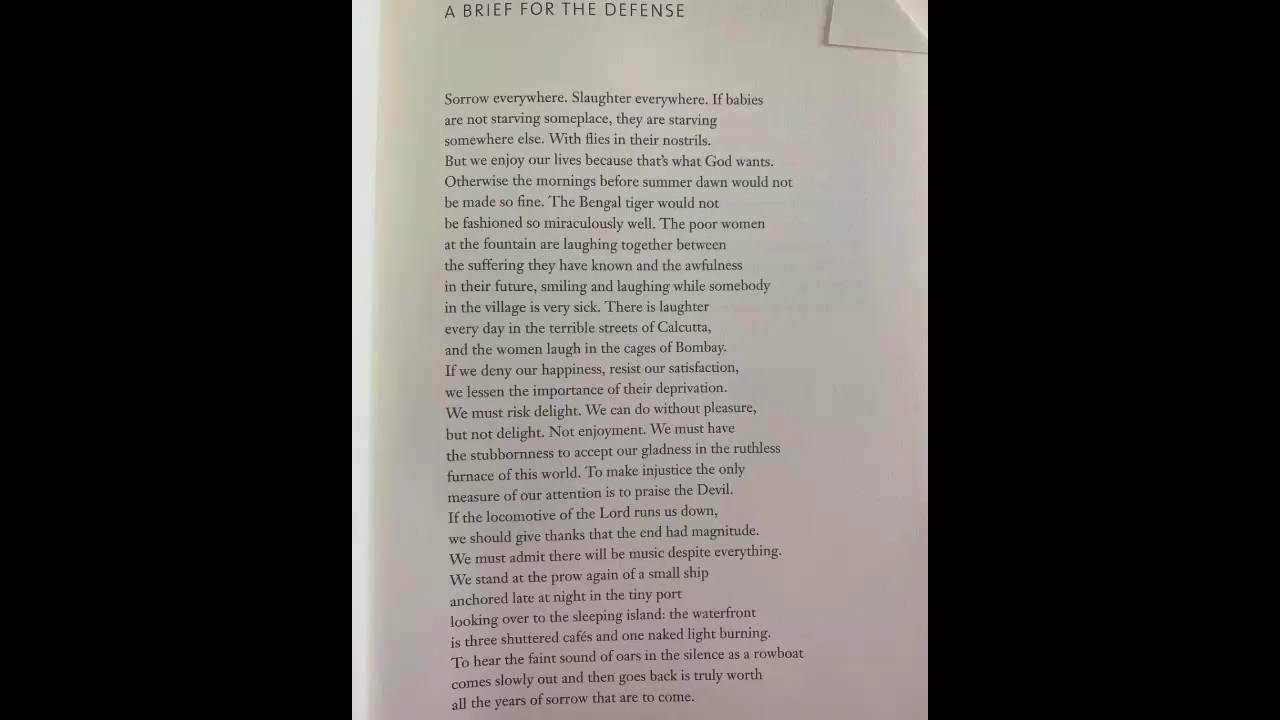 A BRIEF FOR THE DEFENSE
Sorrow everywhere. Slaughter everywhere. If babies
are not starving someplace, they are starving
somewhere else. With flies in their nostrils.
But we enjoy our lives because that's what God wants.
Otherwise the mornings before summer dawn would not
be made so fine. The Bengal tiger would not
be fashioned so miraculously well. The poor women
at the fountain are laughing together between
the suffering they have known and the awfulness
in their future, smiling and laughing while somebody
in the village is very sick. There is laughter
every day in the terrible streets of Calcutta,
and the women laugh in the cages of Bombay.
If we deny our happiness, resist our satisfaction,
we lessen the importance of their deprivation.
We must risk delight. We can do without pleasure,
but not delight. Not enjoyment. We must have
the stubbornness to accept our gladness in the ruthless
furnace of this world. To make injustice the only
measure of our attention is to praise the Devil.
If the locomotive of the Lord runs us down,
we should give thanks that the end had magnitude.
We must admit there will be music despite everything.
We stand at the prow again of a small ship
anchored late at night in the tiny port
looking over to the sleeping island: the waterfront
is three shuttered cafés and one naked light burning.
To hear the faint sound of oars in the silence as a rowboat
comes slowly out and then goes back is truly worth
all the years of sorrow that are to come.